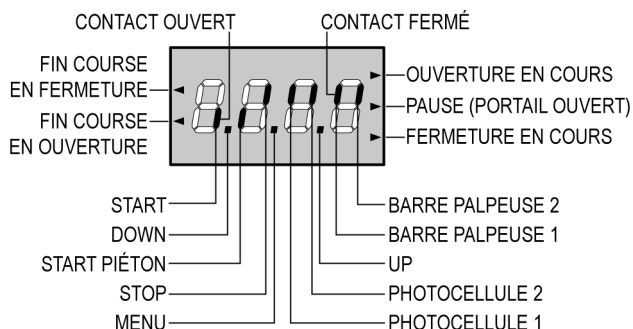 CONTACT OUVERT
CONTACT FERMÉ
FIN COURSE
EN FERMETURE
FIN COURSE
EN OUVERTURE
OUVERTURE EN COURS
PAUSE (PORTAIL OUVERT)
FERMETURE EN COURS
START
DOWN
START PIÉTON
STOP
MENU
BARRE PALPEUSE 2
BARRE PALPEUSE 1
UP
PHOTOCELLULE 2
PHOTOCELLULE 1